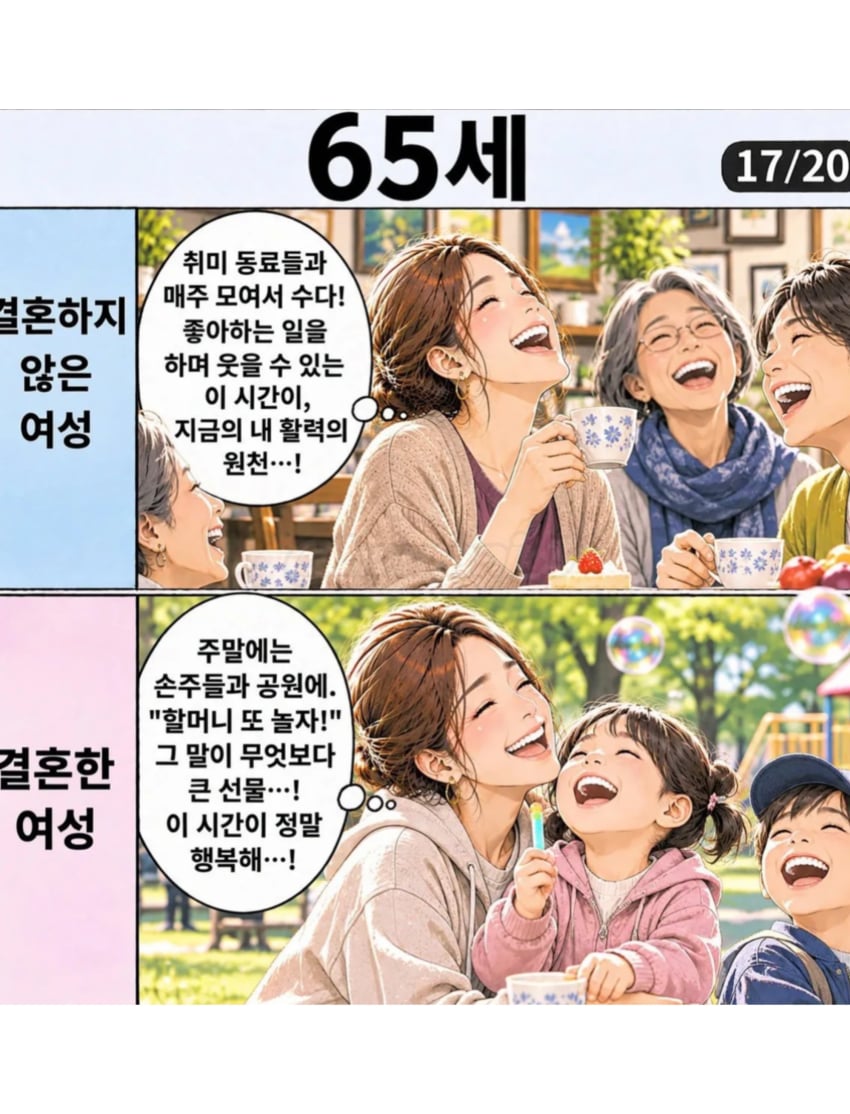 65세
17/20
결혼하지
않은
여성
취미 동료들과
매주 모여서 수다!
좋아하는 일을
하며 웃을 수 있는
이 시간이,
지금의 내 활력의
원천…!
결혼한
여성
주말에는
손주들과 공원에.
"할머니 또 놀자!"
그 말이 무엇보다
큰 선물…!
이 시간이 정말
행복해…!